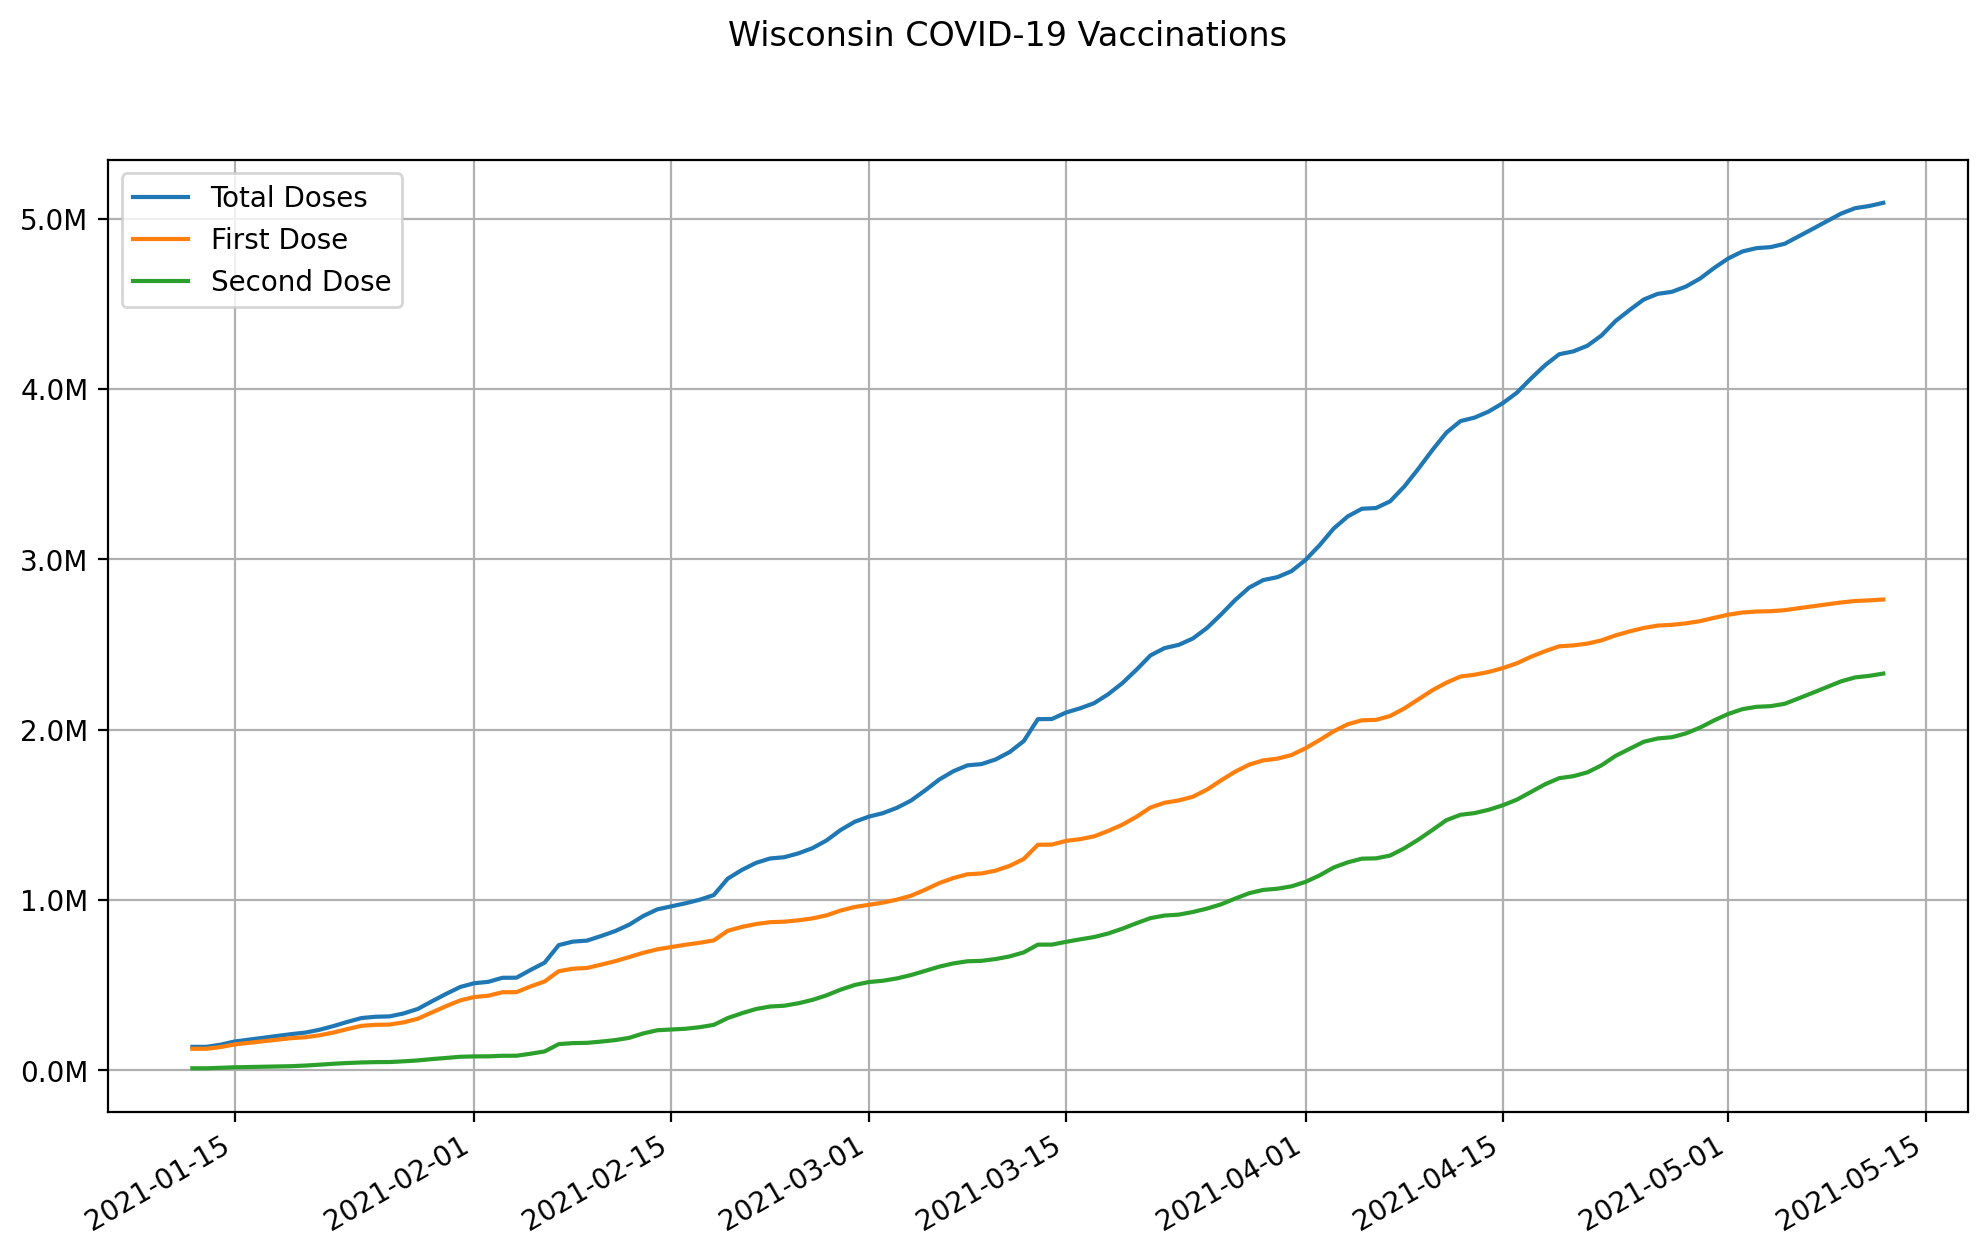 Wisconsin COVID-19 Vaccinations
Total Doses
First Dose
Second Dose
5.0M
4.0M
3.0M
2.0M
1.0M
0.0M
2021-01-15
2021-02-01
2021-02-15
2021-03-01
2021-03-15
2021-04-01
2021-04-15
2021-05-01
2021-05-15